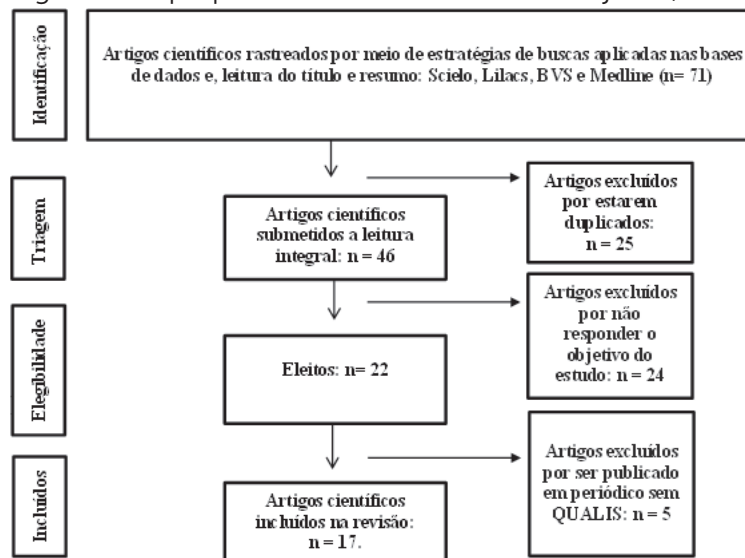 Identificação
Artigos científicos rastreados por meio de estratégias de buscas aplicadas nas bases
de dados e, leitura do título e resumo: Scielo, Lilacs, BVS e Medline (n= 71)
Triagem
Artigos científicos
submetidos a leitura
integral: n = 46
Artigos excluídos
por estarem
duplicados:
n = 25
Elegibilidade
Eleitos: n= 22
Artigos excluídos
por não
responder o
objetivo do
estudo: n = 24
Incluídos
Artigos científicos
incluídos na revisão:
n = 17.
Artigos excluídos
por ser publicado
em periódico sem
QUALIS: n = 5